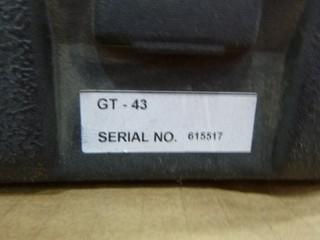 GT - 43
SERIAL NO. 615517